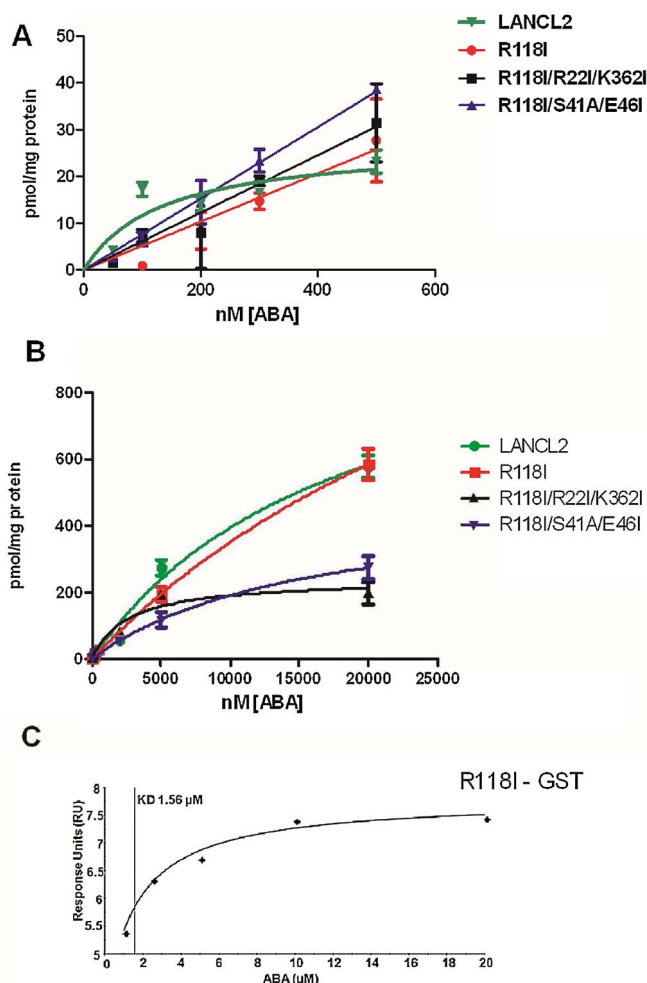 A
LANCL2
R118I
R118I/R22I/K362I
R118I/S41A/E46I
pmol/mg protein
50
40
30
20
10
0
0 200 400 600
nM [ABA]
B
LANCL2
R118I
R118I/R22I/K362I
R118I/S41A/E46I
pmol/mg protein
800
600
400
200
0
0 5000 10000 15000 20000 25000
nM [ABA]
C
R118I - GST
KD 1.56 µM
Response Units (RU)
8
7.5
7
6.5
6
5.5
5
0 2 4 6 8 10 12 14 16 18 20
ABA (uM)